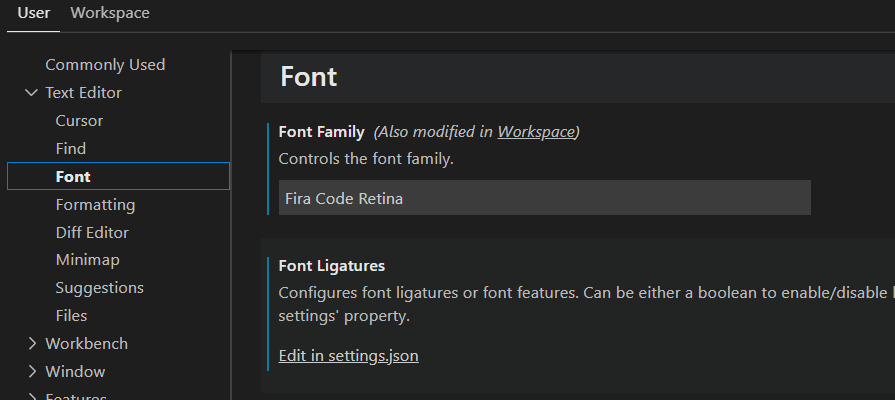 User Workspace
Commonly Used
Text Editor
Cursor
Find
Font
Formatting
Diff Editor
Minimap
Suggestions
Files
Workbench
Window
Features
Font
Font Family (Also modified in Workspace)
Controls the font family.
Fira Code Retina
Font Ligatures
Configures font ligatures or font features. Can be either a boolean to enable/disable
settings' property.
Edit in settings.json